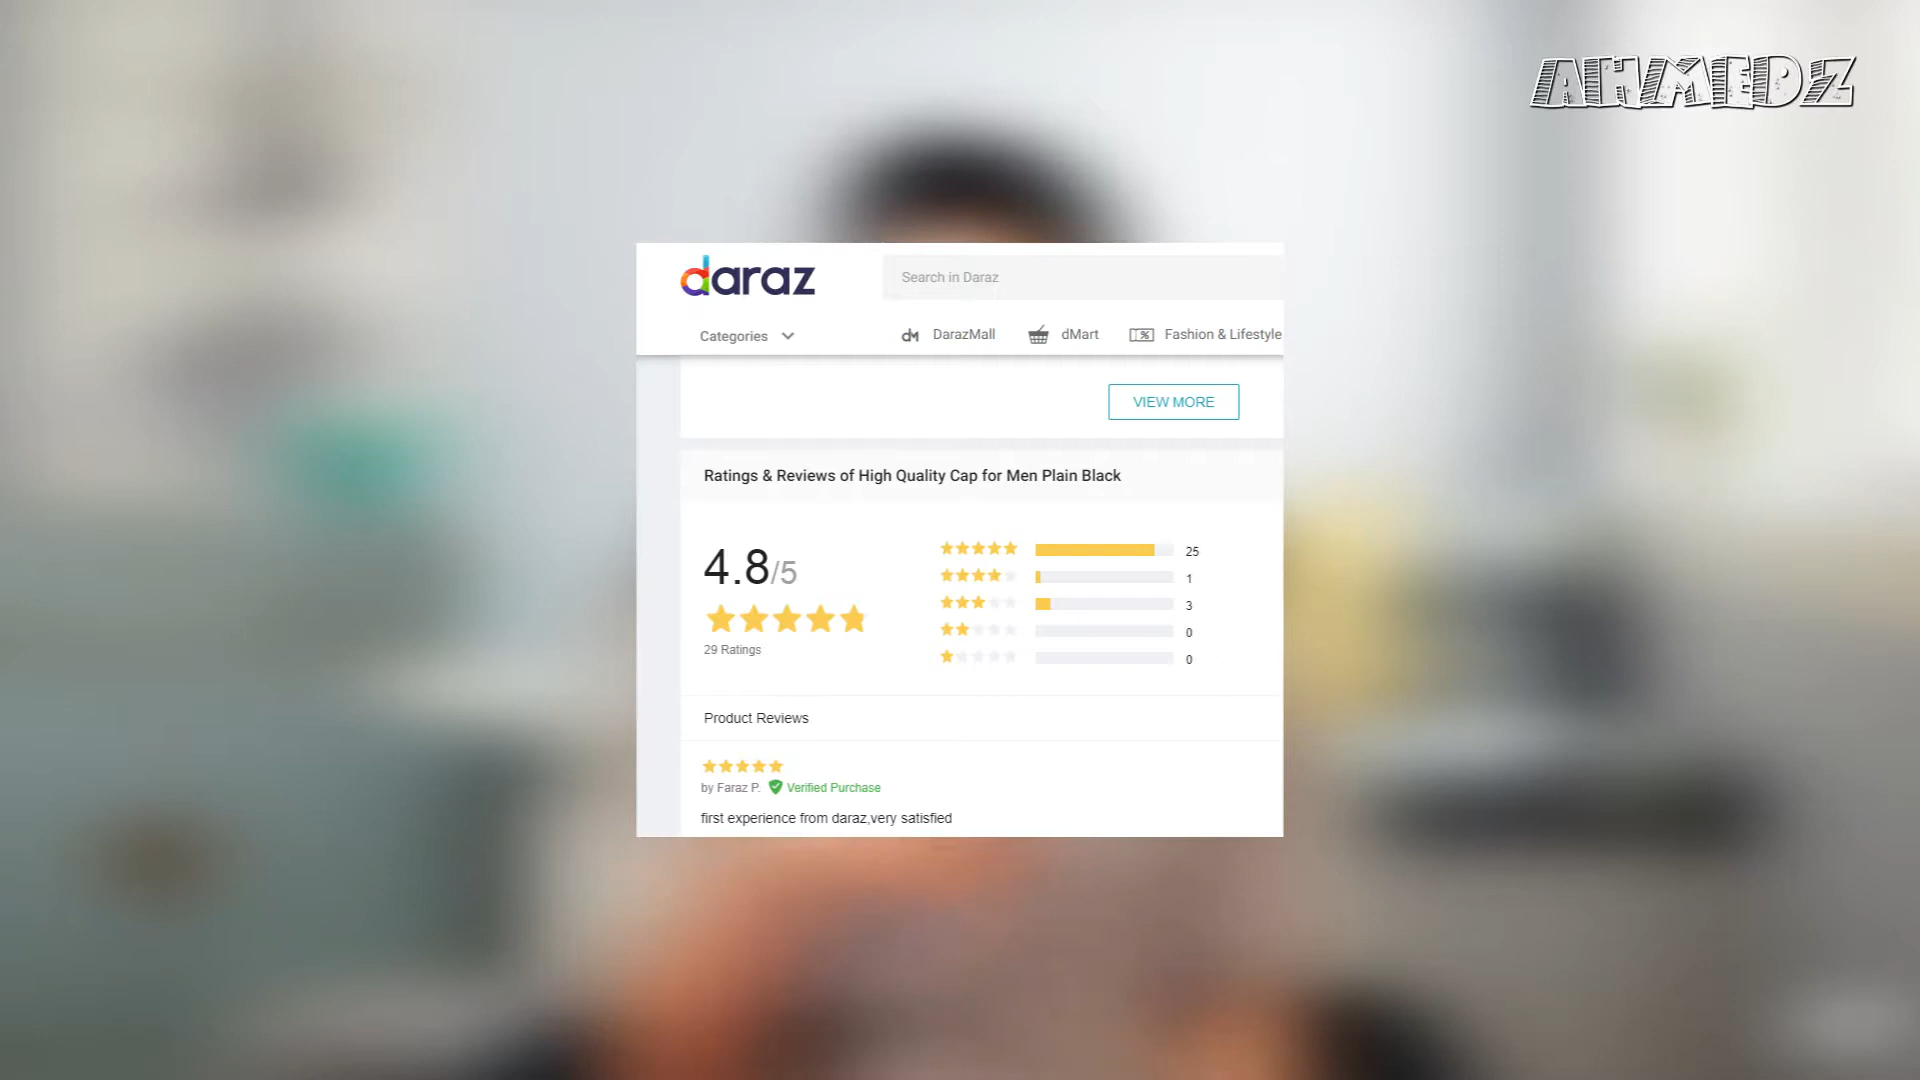 AHMEDZ
daraz
Search in Daraz
Categories
DarazMall
dMart
Fashion & Lifestyle
VIEW MORE
Ratings & Reviews of High Quality Cap for Men Plain Black
4.8/5
29 Ratings
25
1
3
0
0
Product Reviews
by Faraz P. Verified Purchase
first experience from daraz,very satisfied